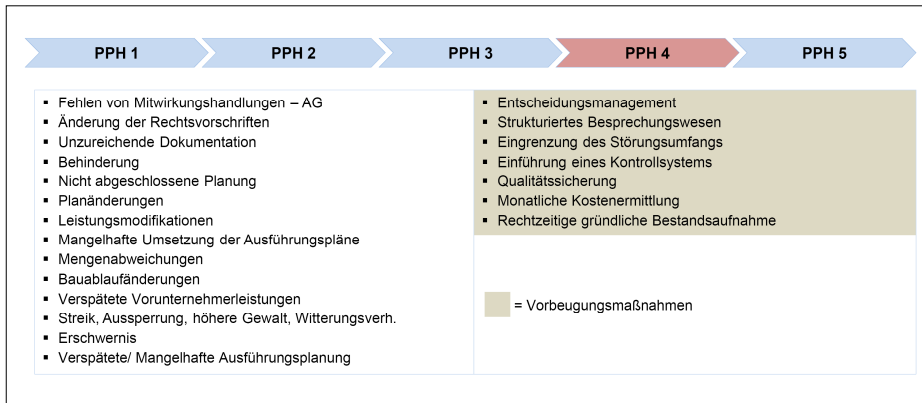 PPH 1
PPH 2
PPH 3
PPH 4
PPH 5
▪ Fehlen von Mitwirkungshandlungen – AG
▪ Änderung der Rechtsvorschriften
▪ Unzureichende Dokumentation
▪ Behinderung
▪ Nicht abgeschlossene Planung
▪ Planänderungen
▪ Leistungsmodifikationen
▪ Mangelhafte Umsetzung der Ausführungspläne
▪ Mengenabweichungen
▪ Bauablaufänderungen
▪ Verspätete Vorunternehmerleistungen
▪ Streik, Aussperrung, höhere Gewalt, Witterungsverh.
▪ Erschwernis
▪ Verspätete/ Mangelhafte Ausführungsplanung
▪ Entscheidungsmanagement
▪ Strukturiertes Besprechungswesen
▪ Eingrenzung des Störungsumfangs
▪ Einführung eines Kontrollsystems
▪ Qualitätssicherung
▪ Monatliche Kostenermittlung
▪ Rechtzeitige gründliche Bestandsaufnahme
= Vorbeugungsmaßnahmen